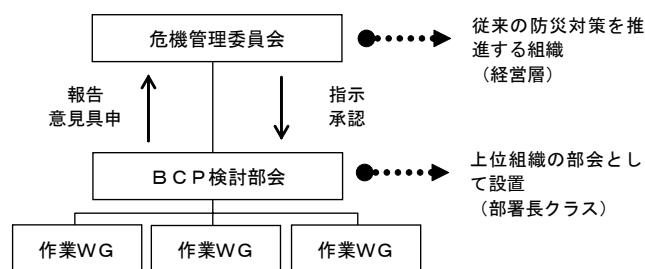 危機管理委員会
従来の防災対策を推
進する組織
（経営層）
報告
意見具申
指示
承認
ＢＣＰ検討部会
上位組織の部会とし
て設置
（部署長クラス）
作業ＷＧ
作業ＷＧ
作業ＷＧ